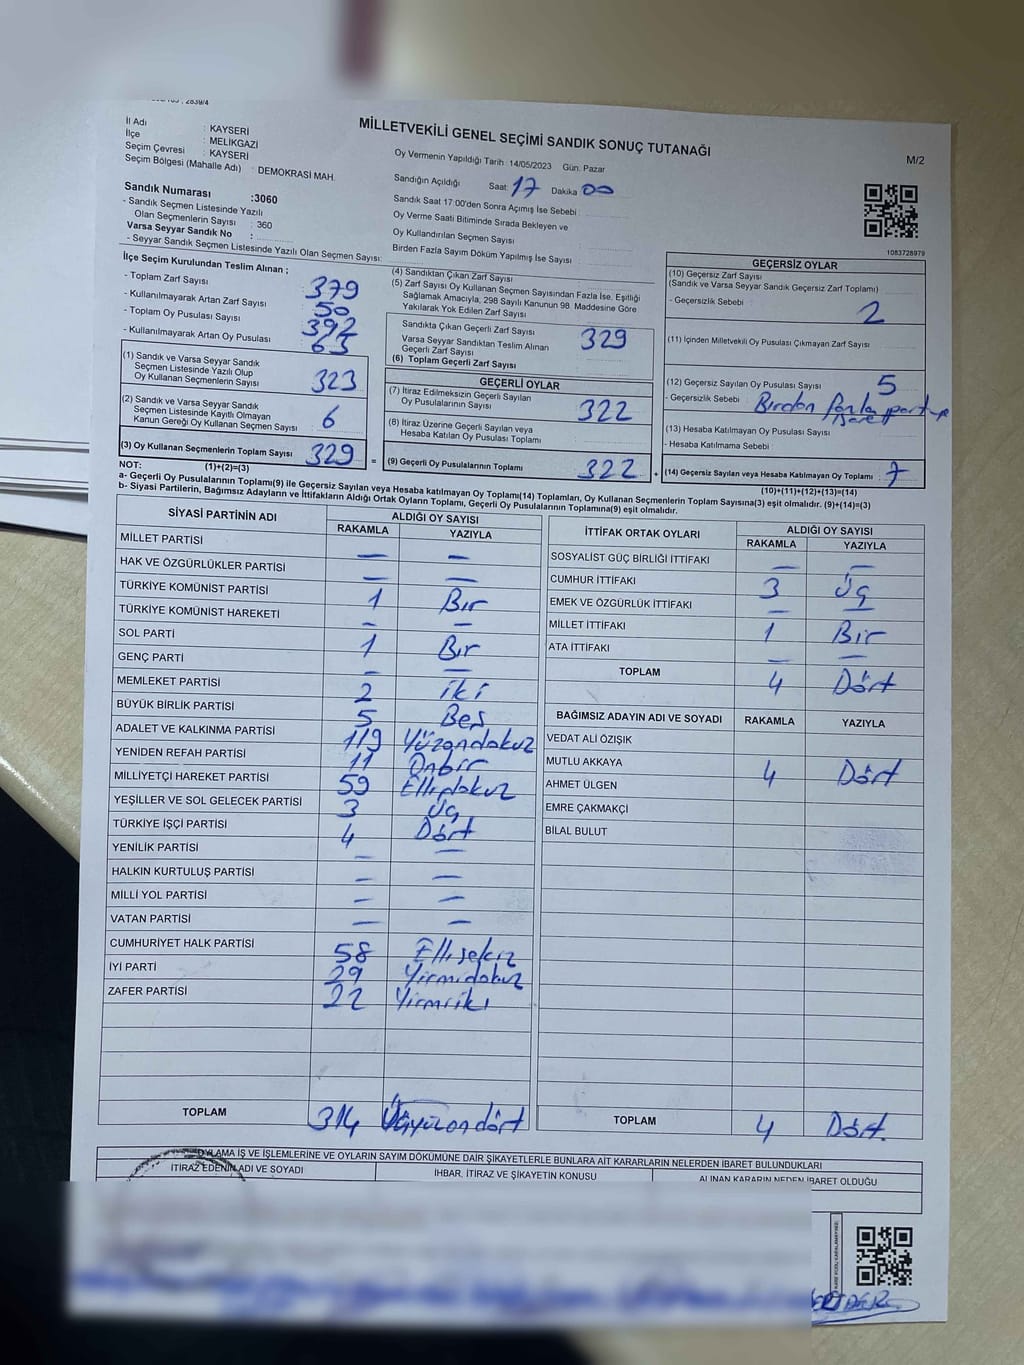 2839/4
MİLLETVEKİLİ GENEL SEÇİMİ SANDIK SONUÇ TUTANAĞI
M/2
İl Adı : KAYSERİ
İlçe : MELİKGAZİ
Seçim Çevresi : KAYSERİ
Seçim Bölgesi (Mahalle Adı) : DEMOKRASİ MAH.
Sandık Numarası :3060
- Sandık Seçmen Listesinde Yazılı
Olan Seçmenlerin Sayısı : 360
Varsa Seyyar Sandık No :
- Seyyar Sandık Seçmen Listesinde Yazılı Olan Seçmen Sayısı:
Oy Vermenin Yapıldığı Tarih: 14/05/2023 Gün. Pazar
Sandığın Açıldığı Saat: 17 Dakika 00
Sandık Saat 17:00'den Sonra Açımış İse Sebebi :
Oy Verme Saati Bitiminde Sırada Bekleyen ve
Oy Kullandırılan Seçmen Sayısı :
Birden Fazla Sayım Döküm Yapılmış İse Sayısı :
1083728979
İlçe Seçim Kurulundan Teslim Alınan ;
- Toplam Zarf Sayısı 379
- Kullanılmayarak Artan Zarf Sayısı 50
- Toplam Oy Pusulası Sayısı 392
- Kullanılmayarak Artan Oy Pusulası 63
(1) Sandık ve Varsa Seyyar Sandık
Seçmen Listesinde Yazılı Olup
Oy Kullanan Seçmenlerin Sayısı 323
(2) Sandık ve Varsa Seyyar Sandık
Seçmen Listesinde Kayıtlı Olmayan
Kanun Gereği Oy Kullanan Seçmen Sayısı 6
(3) Oy Kullanan Seçmenlerin Toplam Sayısı 329 =
(4) Sandıktan Çıkan Zarf Sayısı
(5) Zarf Sayısı Oy Kullanan Seçmen Sayısından Fazla İse, Eşitliği
Sağlamak Amacıyla, 298 Sayılı Kanunun 98. Maddesine Göre
Yakılarak Yok Edilen Zarf Sayısı
Sandıkta Çıkan Geçerli Zarf Sayısı 329
Varsa Seyyar Sandıktan Teslim Alınan
Geçerli Zarf Sayısı
(6) Toplam Geçerli Zarf Sayısı
GEÇERLİ OYLAR
(7) İtiraz Edilmeksizin Geçerli Sayılan
Oy Pusulalarının Sayısı 322
(8) İtiraz Üzerine Geçerli Sayılan veya
Hesaba Katılan Oy Pusulası Toplamı
(9) Geçerli Oy Pusulalarının Toplamı 322 +
GEÇERSİZ OYLAR
(10) Geçersiz Zarf Sayısı
(Sandık ve Varsa Seyyar Sandık Geçersiz Zarf Toplamı)
- Geçersizlik Sebebi : 2
(11) İçinden Milletvekili Oy Pusulası Çıkmayan Zarf Sayısı
(12) Geçersiz Sayılan Oy Pusulası Sayısı 5
- Geçersizlik Sebebi : Birden fazla partiye
işaret
(13) Hesaba Katılmayan Oy Pusulası Sayısı
- Hesaba Katılmama Sebebi :
(14) Geçersiz Sayılan veya Hesaba Katılmayan Oy Toplamı : 7
NOT: (1)+(2)=(3) (10)+(11)+(12)+(13)=(14)
a- Geçerli Oy Pusulaları Toplamı(9) ile Geçersiz Sayılan veya Hesaba katılmayan Oy Toplamı(14) Toplamları, Oy Kullanan Seçmenlerin Toplam Sayısına(3) eşit olmalıdır. (9)+(14)=(3)
b- Siyasi Partilerin, Bağımsız Adayların ve İttifakların Aldığı Ortak Oyların Toplamı, Geçerli Oy Pusulalarının Toplamına(9) eşit olmalıdır.
SİYASİ PARTİNİN ADI ALDIĞI OY SAYISI
RAKAMLA YAZIYLA
MİLLET PARTİSİ — —
HAK VE ÖZGÜRLÜKLER PARTİSİ — —
TÜRKİYE KOMÜNİST PARTİSİ 1 Bir
TÜRKİYE KOMÜNİST HAREKETİ — —
SOL PARTİ 1 Bir
GENÇ PARTİ — —
MEMLEKET PARTİSİ 2 iki
BÜYÜK BİRLİK PARTİSİ 5 Beş
ADALET VE KALKINMA PARTİSİ 119 Yüzondokuz
YENİDEN REFAH PARTİSİ 11 Onbir
MİLLİYETÇİ HAREKET PARTİSİ 59 Ellidokuz
YEŞİLLER VE SOL GELECEK PARTİSİ 3 Üç
TÜRKİYE İŞÇİ PARTİSİ 4 Dört
YENİLİK PARTİSİ — —
HALKIN KURTULUŞ PARTİSİ — —
MİLLİ YOL PARTİSİ — —
VATAN PARTİSİ — —
CUMHURİYET HALK PARTİSİ 58 Ellisekiz
İYİ PARTİ 29 Yirmidokuz
ZAFER PARTİSİ 22 Yirmiiki
TOPLAM 314 Üçyüzondört
İTTİFAK ORTAK OYLARI ALDIĞI OY SAYISI
RAKAMLA YAZIYLA
SOSYALİST GÜÇ BİRLİĞİ İTTİFAKI — —
CUMHUR İTTİFAKI 3 Üç
EMEK VE ÖZGÜRLÜK İTTİFAKI — —
MİLLET İTTİFAKI 1 Bir
ATA İTTİFAKI — —
TOPLAM 4 Dört
BAĞIMSIZ ADAYIN ADI VE SOYADI RAKAMLA YAZIYLA
VEDAT ALİ ÖZIŞIK
MUTLU AKKAYA 4 Dört
AHMET ÜLGEN
EMRE ÇAKMAKÇİ
BİLAL BULUT
TOPLAM 4 Dört.
OYLAMA İŞ VE İŞLEMLERİNE VE OYLARIN SAYIM DÖKÜMÜNE DAİR ŞİKAYETLERLE BUNLARA AİT KARARLARIN NELERDEN İBARET BULUNDUKLARI
İTİRAZ EDENİN ADI VE SOYADI İHBAR, İTİRAZ VE ŞİKAYETİN KONUSU ALINAN KARARIN NEDEN İBARET OLDUĞU